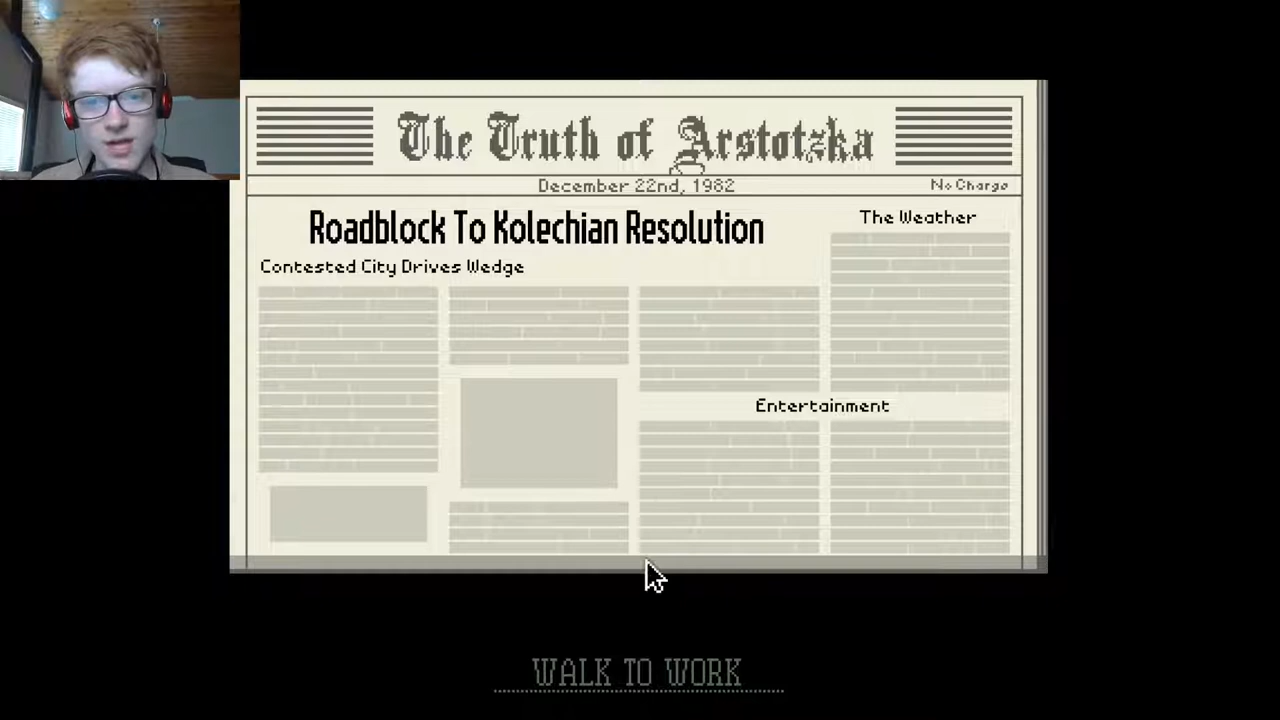 The Truth of Arstotzka
December 22nd, 1982
No Charge
Roadblock To Kolechian Resolution
Contested City Drives Wedge
The Weather
Entertainment
WALK TO WORK